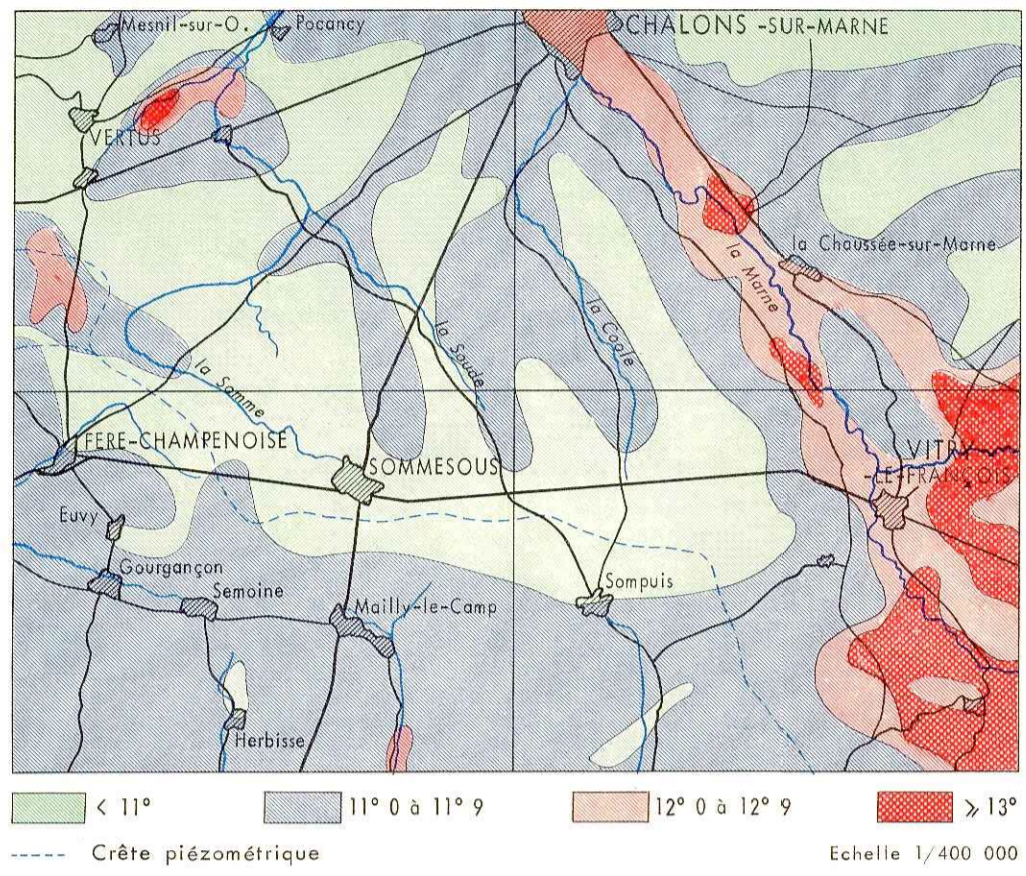 Mesnil-sur-O.
Pocancy
CHALONS -SUR-MARNE
VERTUS
la Chaussée-sur-Marne
la Marne
la Coole
la Soude
la Somme
FERE-CHAMPENOISE
SOMMESOUS
VITRY
-LE-FRANÇOIS
Euvy
Gourgançon
Semoine
Mailly-le-Camp
Sompuis
Herbisse
< 11°
11° 0 à 11° 9
12° 0 à 12° 9
⩾ 13°
Crête piézométrique
Echelle 1/400 000